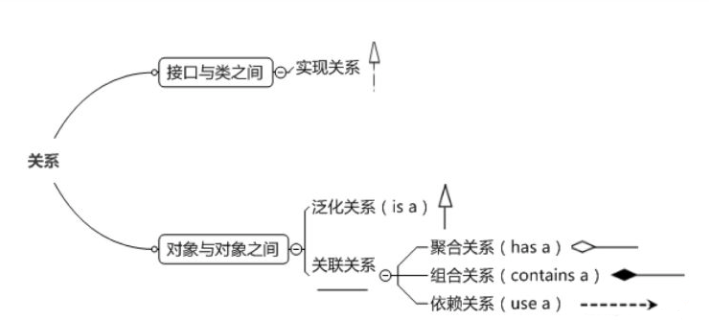 接口与类之间
实现关系
关系
泛化关系（is a）
对象与对象之间
关联关系
聚合关系（has a）
组合关系（contains a）
依赖关系（use a）